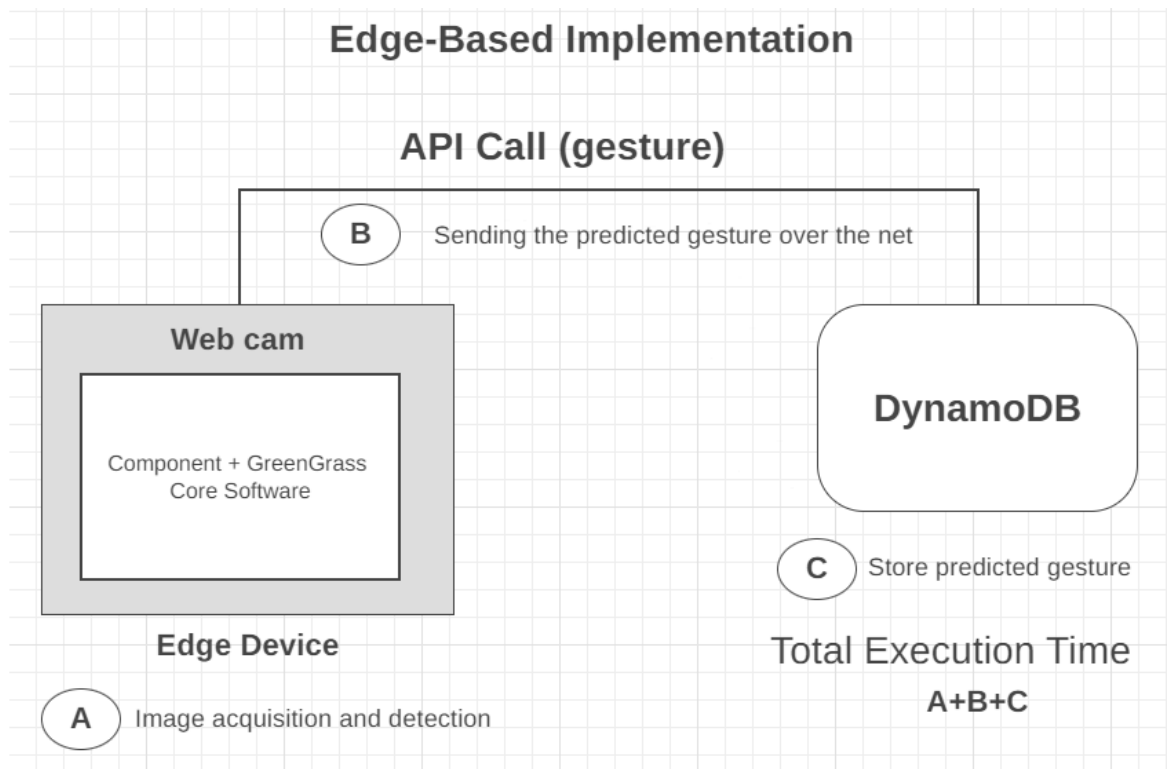 Edge-Based Implementation
API Call (gesture)
B
Sending the predicted gesture over the net
Web cam
Component + GreenGrass
Core Software
Edge Device
A
Image acquisition and detection
DynamoDB
C
Store predicted gesture
Total Execution Time
A+B+C